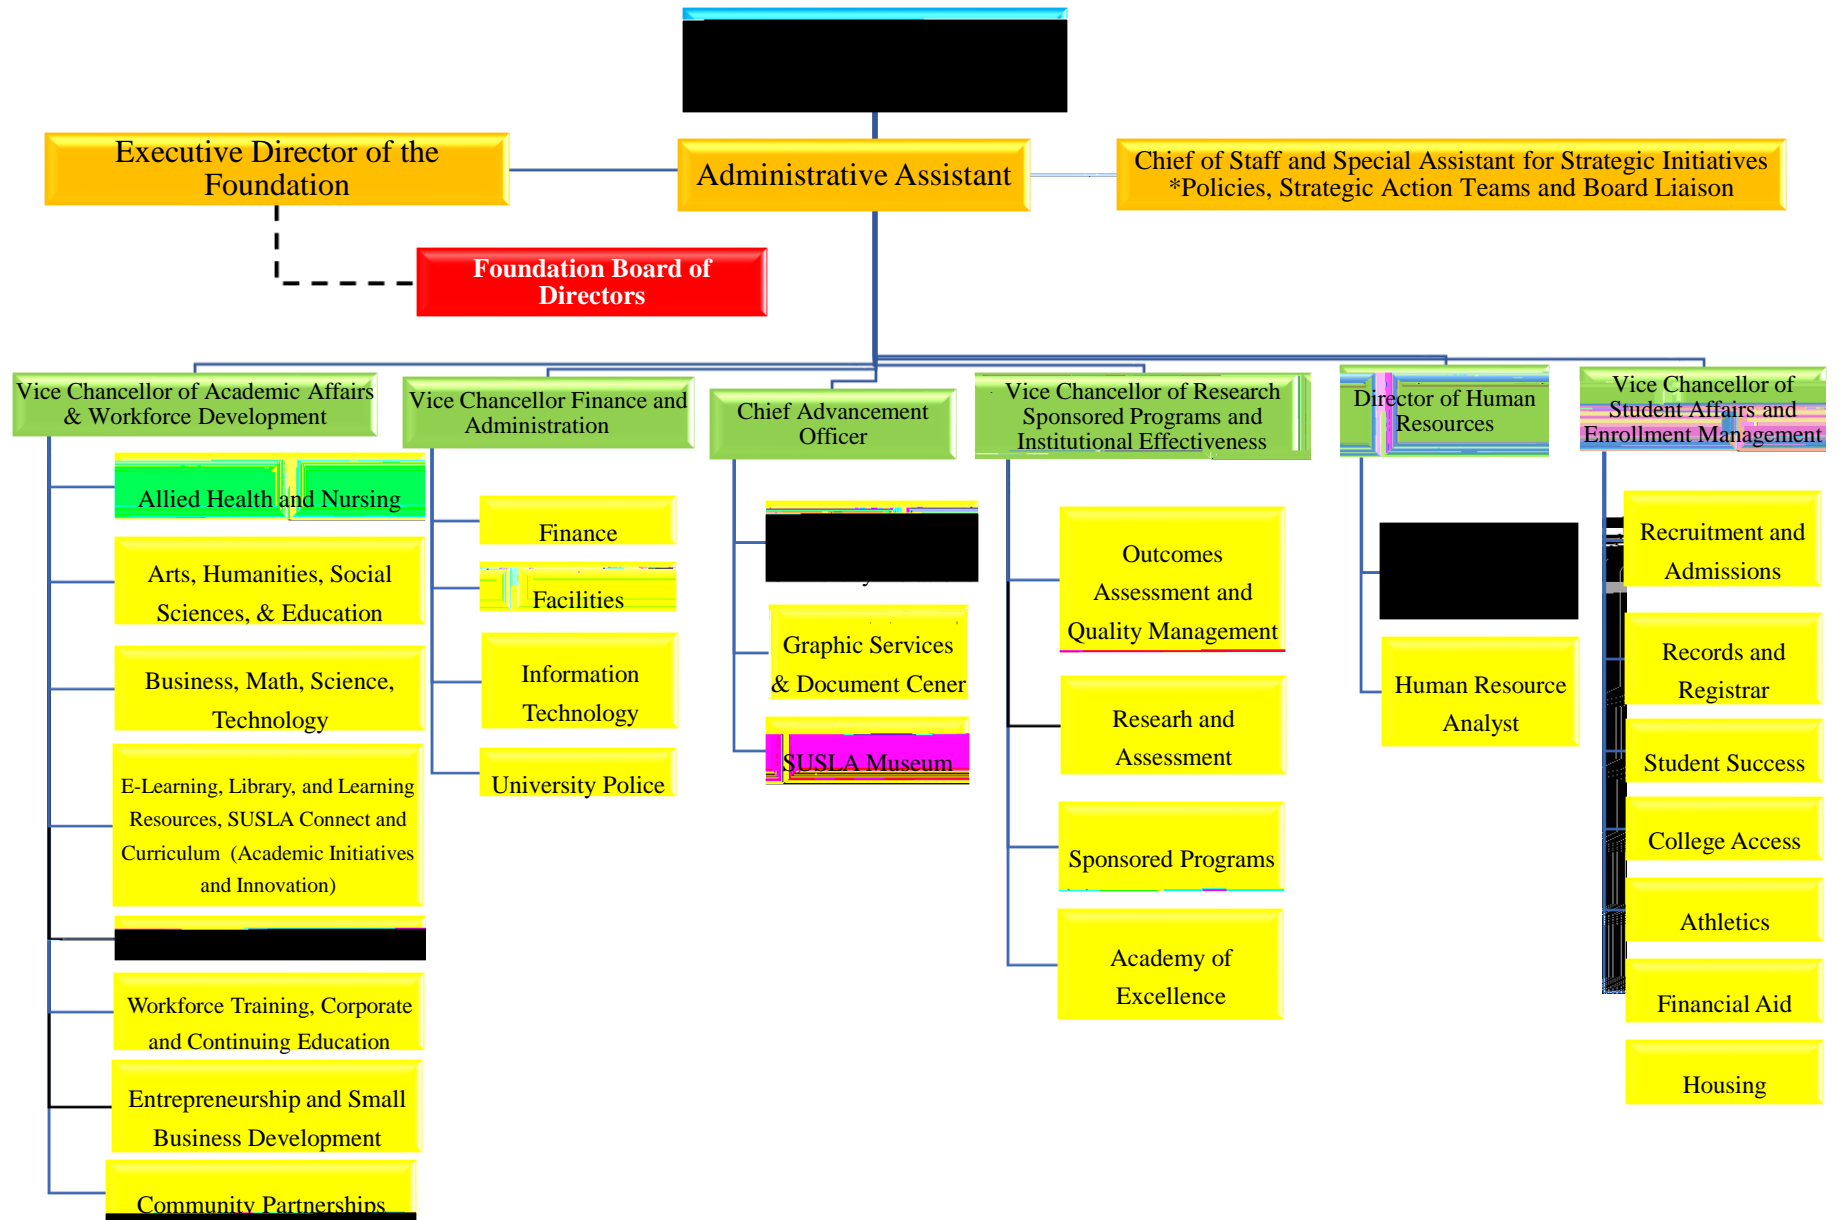 Executive Director of the
Foundation
Administrative Assistant
Chief of Staff and Special Assistant for Strategic Initiatives
*Policies, Strategic Action Teams and Board Liaison
Foundation Board of
Directors
Vice Chancellor of Academic Affairs
& Workforce Development
Allied Health and Nursing
Arts, Humanities, Social
Sciences, & Education
Business, Math, Science,
Technology
E-Learning, Library, and Learning
Resources, SUSLA Connect and
Curriculum (Academic Initiatives
and Innovation)
Workforce Training, Corporate
and Continuing Education
Entrepreneurship and Small
Business Development
Community Partnerships
Vice Chancellor Finance and
Administration
Finance
Facilities
Information
Technology
University Police
Chief Advancement
Officer
Graphic Services
& Document Cener
SUSLA Museum
Vice Chancellor of Research
Sponsored Programs and
Institutional Effectiveness
Outcomes
Assessment and
Quality Management
Researh and
Assessment
Sponsored Programs
Academy of
Excellence
Director of Human
Resources
Human Resource
Analyst
Vice Chancellor of
Student Affairs and
Enrollment Management
Recruitment and
Admissions
Records and
Registrar
Student Success
College Access
Athletics
Financial Aid
Housing